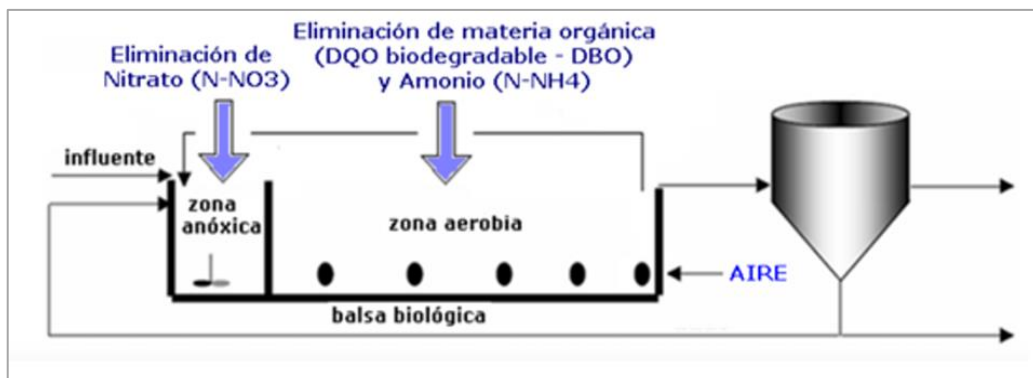 Eliminación de
Nitrato (N-NO3)
Eliminación de materia orgánica
(DQO biodegradable - DBO)
y Amonio (N-NH4)
influente
zona
anóxica
zona aerobia
AIRE
balsa biológica